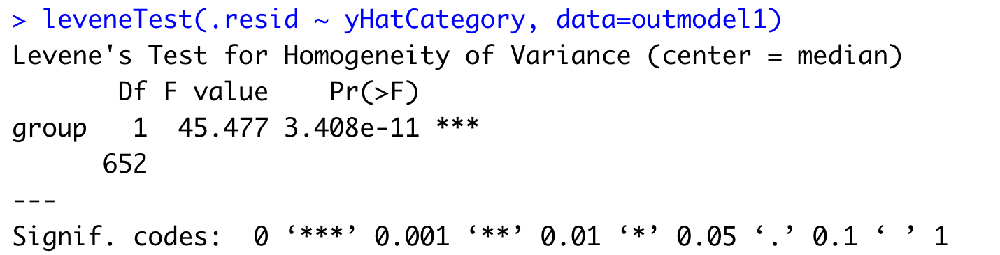 > leveneTest(.resid ~ yHatCategory, data=outmodel1)
Levene's Test for Homogeneity of Variance (center = median)
       Df F value    Pr(>F)
group   1  45.477 3.408e-11 ***
      652
---
Signif. codes:  0 ‘***’ 0.001 ‘**’ 0.01 ‘*’ 0.05 ‘.’ 0.1 ‘ ’ 1